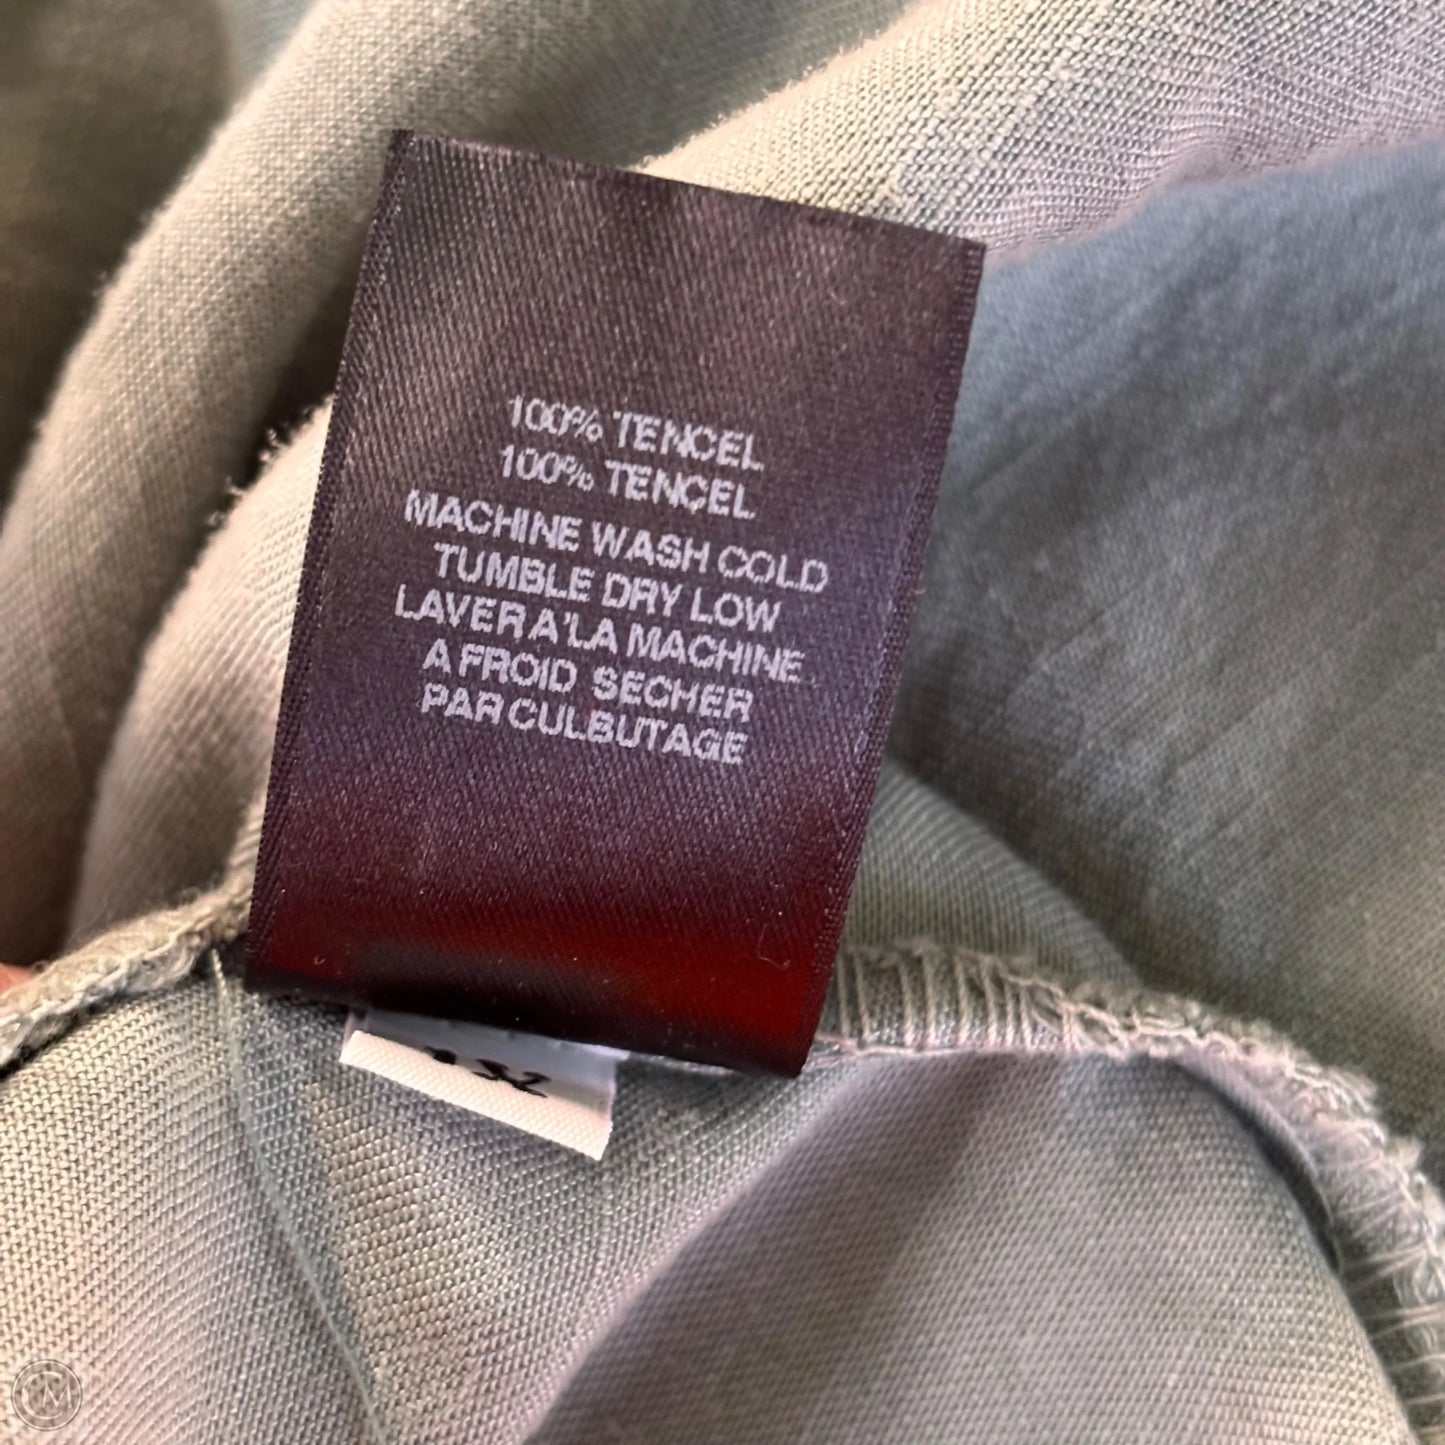 100% TENCEL
100% TENCEL
MACHINE WASH COLD
TUMBLE DRY LOW
LAVER A'LA MACHINE
A FROID SECHER
PAR CULBUTAGE